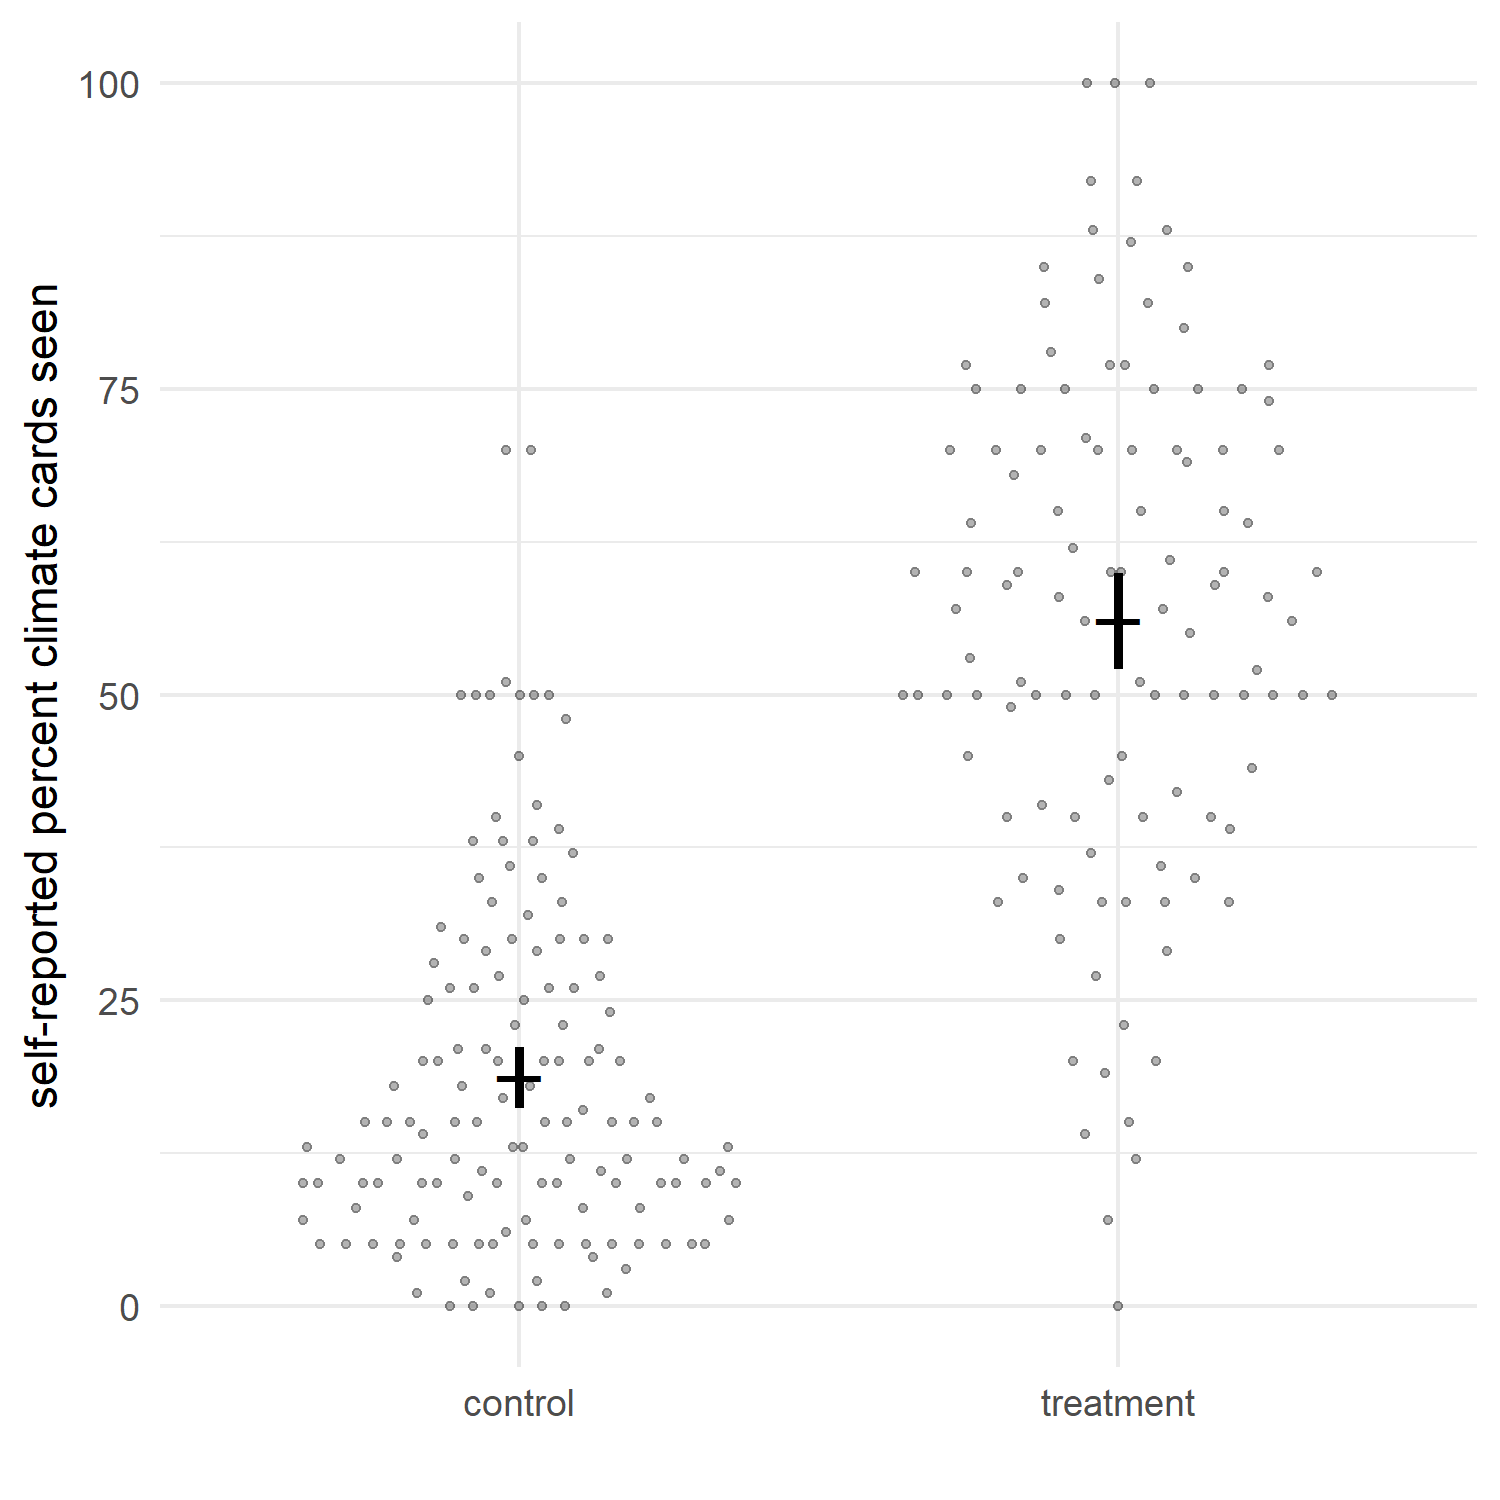 self-reported percent climate cards seen
100
75
50
25
0
control
treatment